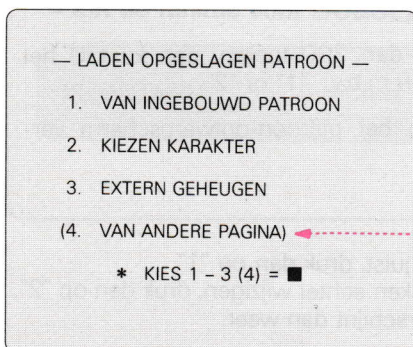 — LADEN OPGESLAGEN PATROON —
1. VAN INGEBOUWD PATROON
2. KIEZEN KARAKTER
3. EXTERN GEHEUGEN
(4. VAN ANDERE PAGINA)
* KIES 1 – 3 (4) = ■